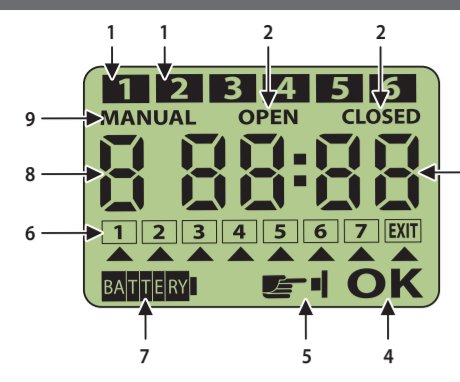 1 1 2 2
1 2 3 4 5 6
9 MANUAL OPEN CLOSED
8 8 88:88
6 1 2 3 4 5 6 7 EXIT
BATTERY OK
7 5 4